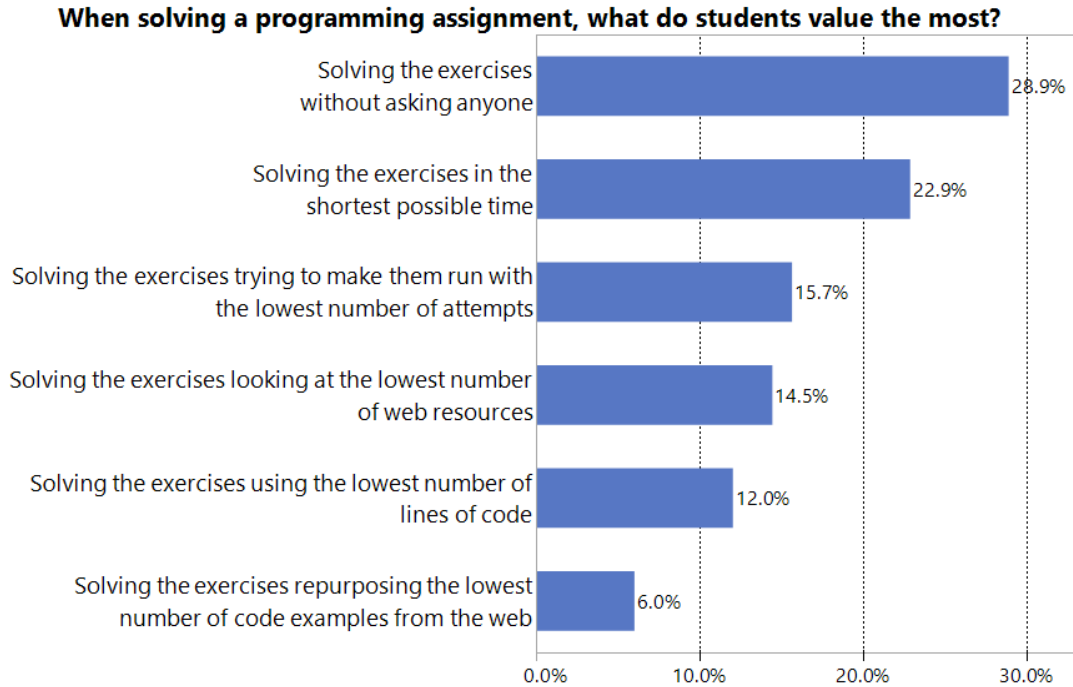 When solving a programming assignment, what do students value the most?
Solving the exercises
without asking anyone
28.9%
Solving the exercises in the
shortest possible time
22.9%
Solving the exercises trying to make them run with
the lowest number of attempts
15.7%
Solving the exercises looking at the lowest number
of web resources
14.5%
Solving the exercises using the lowest number of
lines of code
12.0%
Solving the exercises repurposing the lowest
number of code examples from the web
6.0%
0.0% 10.0% 20.0% 30.0%